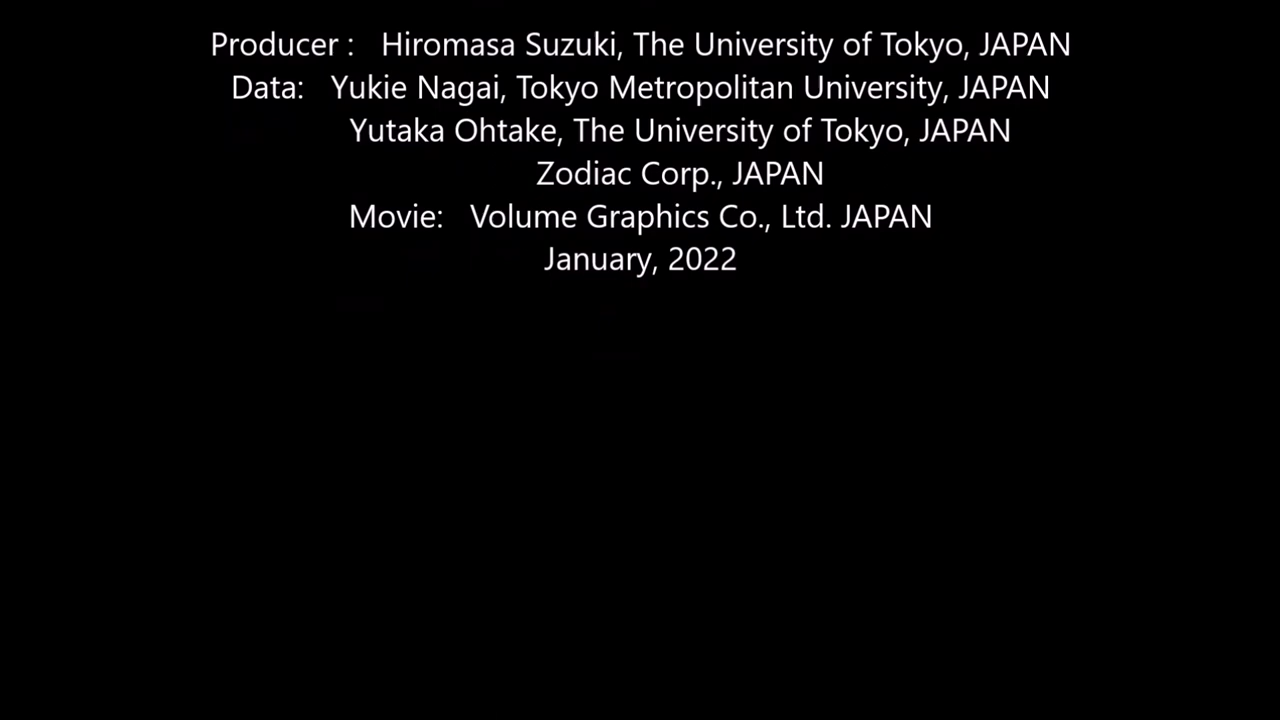 Producer :   Hiromasa Suzuki, The University of Tokyo, JAPAN
Data:   Yukie Nagai, Tokyo Metropolitan University, JAPAN
Yutaka Ohtake, The University of Tokyo, JAPAN
Zodiac Corp., JAPAN
Movie:   Volume Graphics Co., Ltd. JAPAN
January, 2022